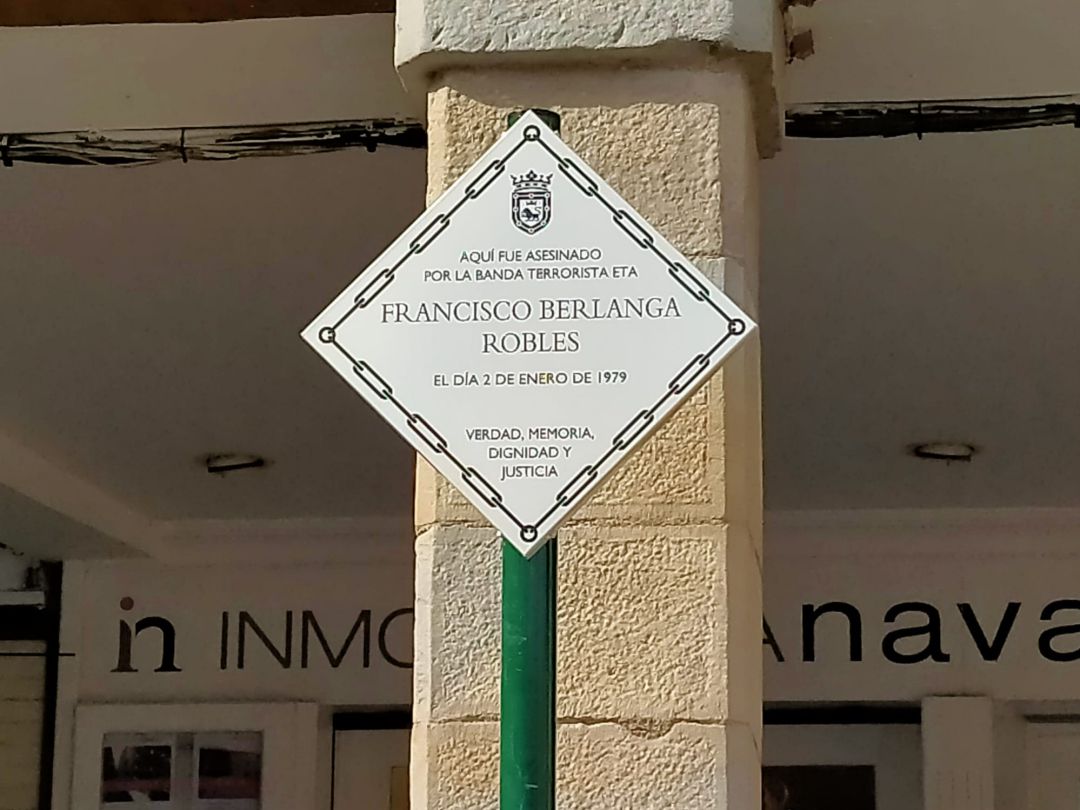 AQUÍ FUE ASESINADO
POR LA BANDA TERRORISTA ETA
FRANCISCO BERLANGA
ROBLES
EL DÍA 2 DE ENERO DE 1979
VERDAD, MEMORIA,
DIGNIDAD Y
JUSTICIA
in INMO
nava